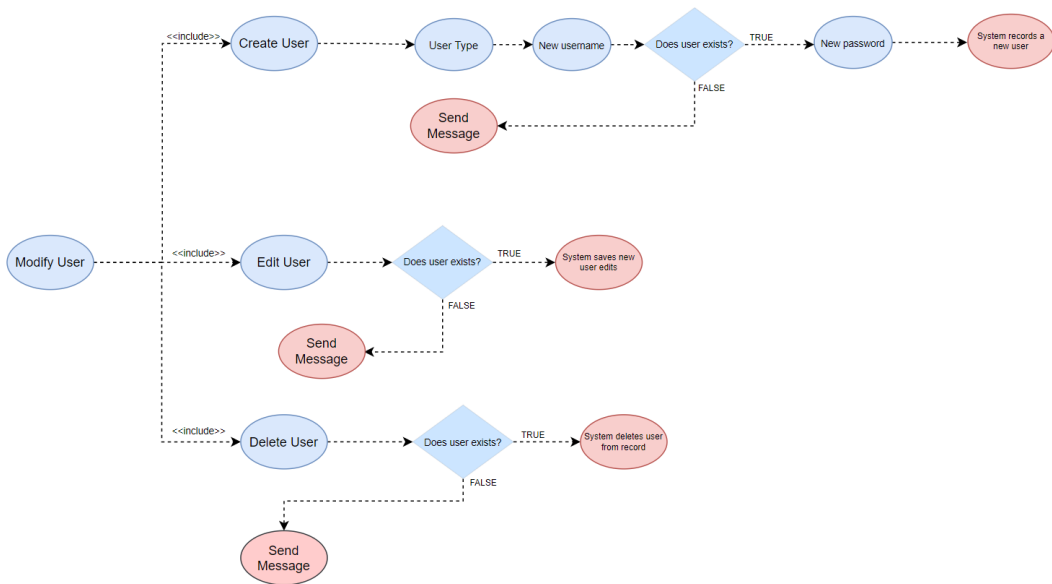 <<include>>
Create User
User Type
New username
Does user exists?
TRUE
New password
System records a
new user
FALSE
Send
Message
Modify User
<<include>>
Edit User
Does user exists?
TRUE
System saves new
user edits
FALSE
Send
Message
<<include>>
Delete User
Does user exists?
TRUE
System deletes user
from record
FALSE
Send
Message